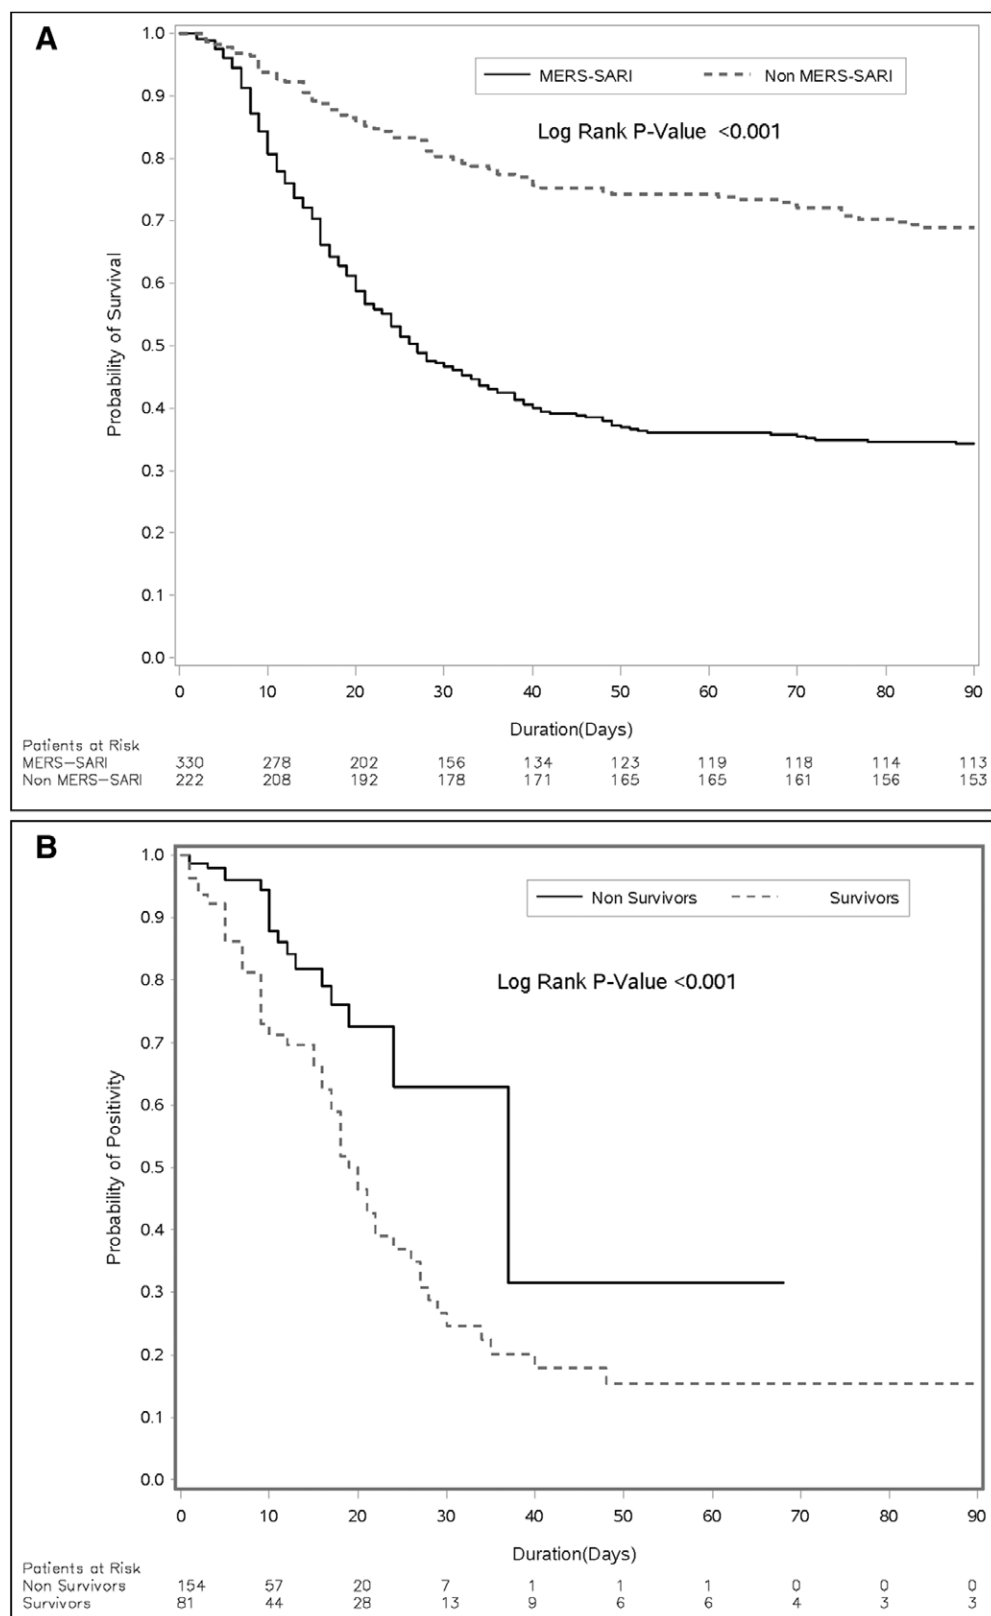 A
1.0
MERS-SARI Non MERS-SARI
0.9
Log Rank P-Value <0.001
0.8
0.7
0.6
Probability of Survival
0.5
0.4
0.3
0.2
0.1
0.0
0 10 20 30 40 50 60 70 80 90
Duration(Days)
Patients at Risk
MERS-SARI 330 278 202 156 134 123 119 118 114 113
Non MERS-SARI 222 208 192 178 171 165 165 161 156 153
B
1.0
Non Survivors Survivors
0.9
0.8
Log Rank P-Value <0.001
0.7
0.6
Probability of Positivity
0.5
0.4
0.3
0.2
0.1
0.0
0 10 20 30 40 50 60 70 80 90
Duration(Days)
Patients at Risk
Non Survivors 154 57 20 7 1 1 1 0 0 0
Survivors 81 44 28 13 9 6 6 4 3 3